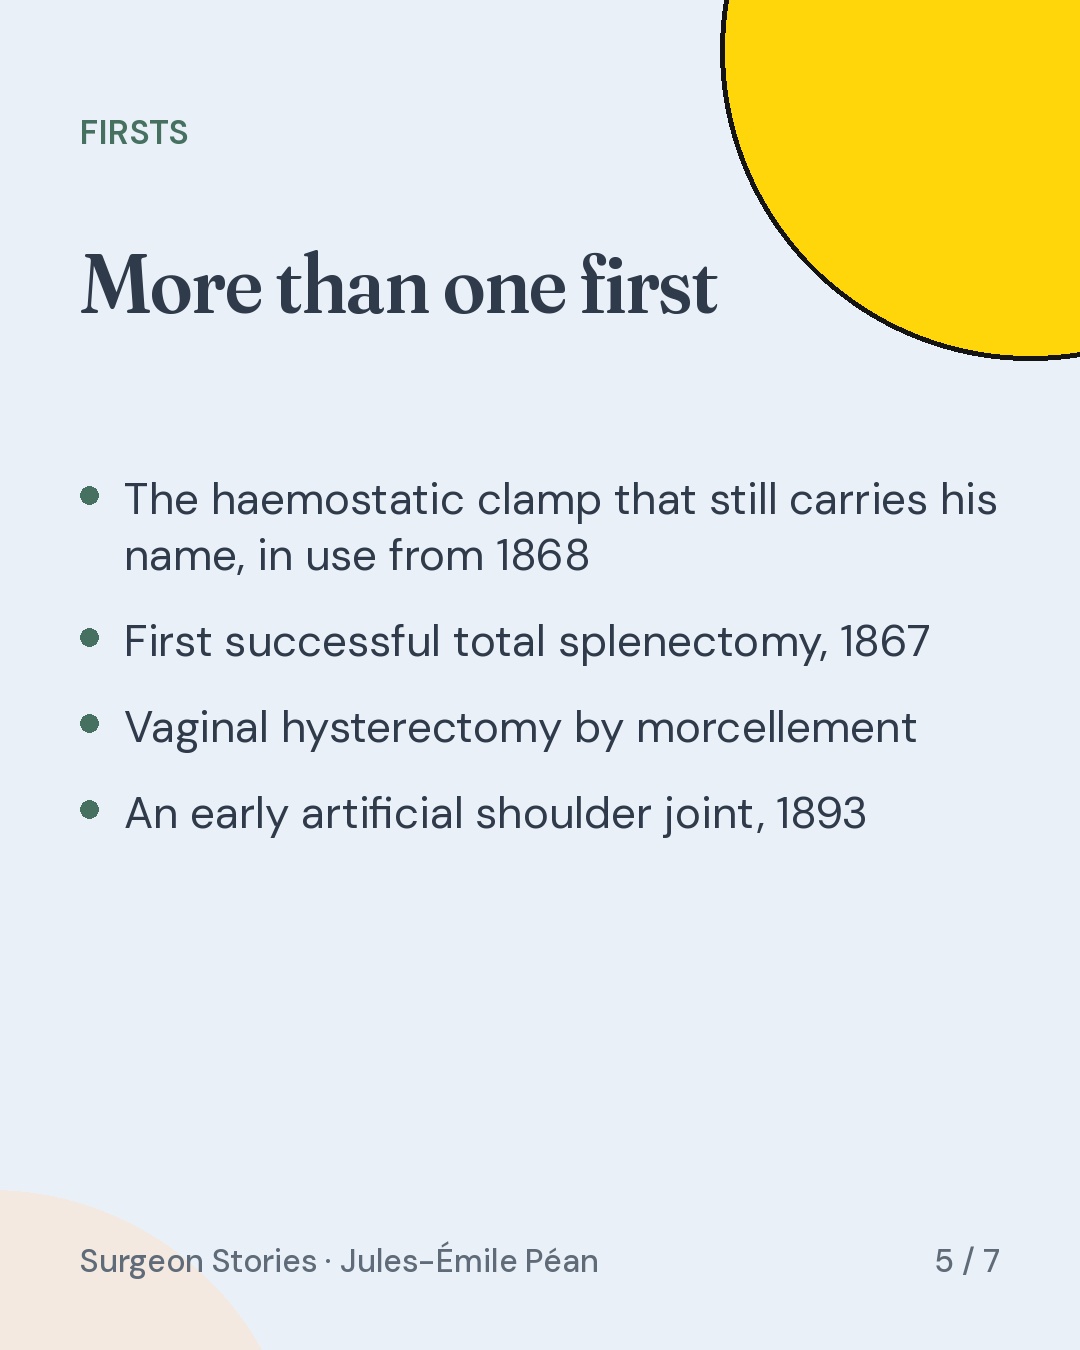 FIRSTS
More than one first
The haemostatic clamp that still carries his
name, in use from 1868
First successful total splenectomy, 1867
Vaginal hysterectomy by morcellement
An early artificial shoulder joint, 1893
Surgeon Stories · Jules-Émile Péan
5 / 7